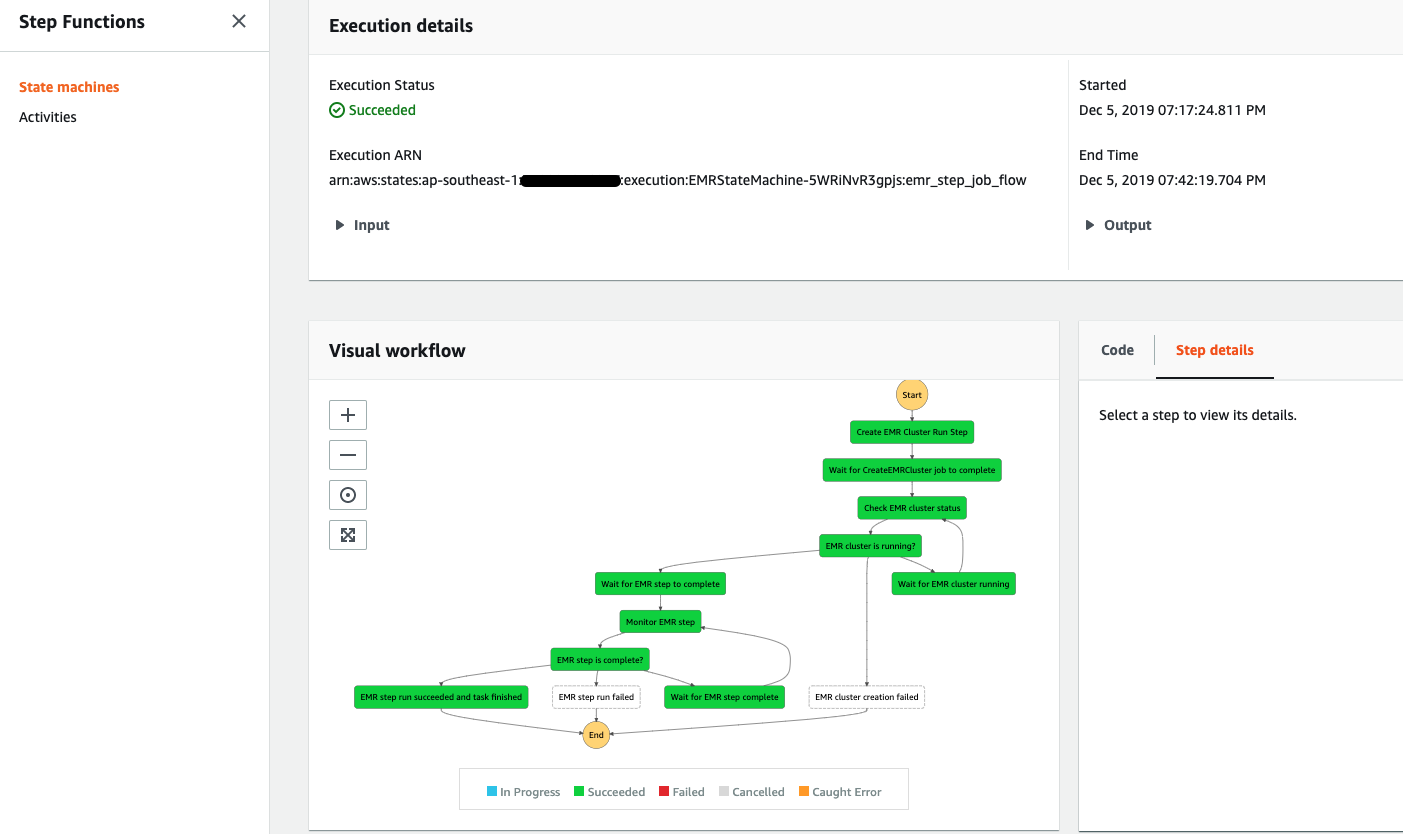 Step Functions
State machines
Activities
Execution details
Execution Status
Succeeded
Execution ARN
arn:aws:states:ap-southeast-1: :execution:EMRStateMachine-5WRiNvR3gpjs:emr_step_job_flow
Input
Started
Dec 5, 2019 07:17:24.811 PM
End Time
Dec 5, 2019 07:42:19.704 PM
Output
Visual workflow
Start
Create EMR Cluster Run Step
Wait for CreateEMRCluster job to complete
Check EMR cluster status
EMR cluster is running?
Wait for EMR step to complete
Wait for EMR cluster running
Monitor EMR step
EMR step is complete?
EMR step run succeeded and task finished
EMR step run failed
Wait for EMR step complete
EMR cluster creation failed
End
In Progress Succeeded Failed Cancelled Caught Error
Code Step details
Select a step to view its details.